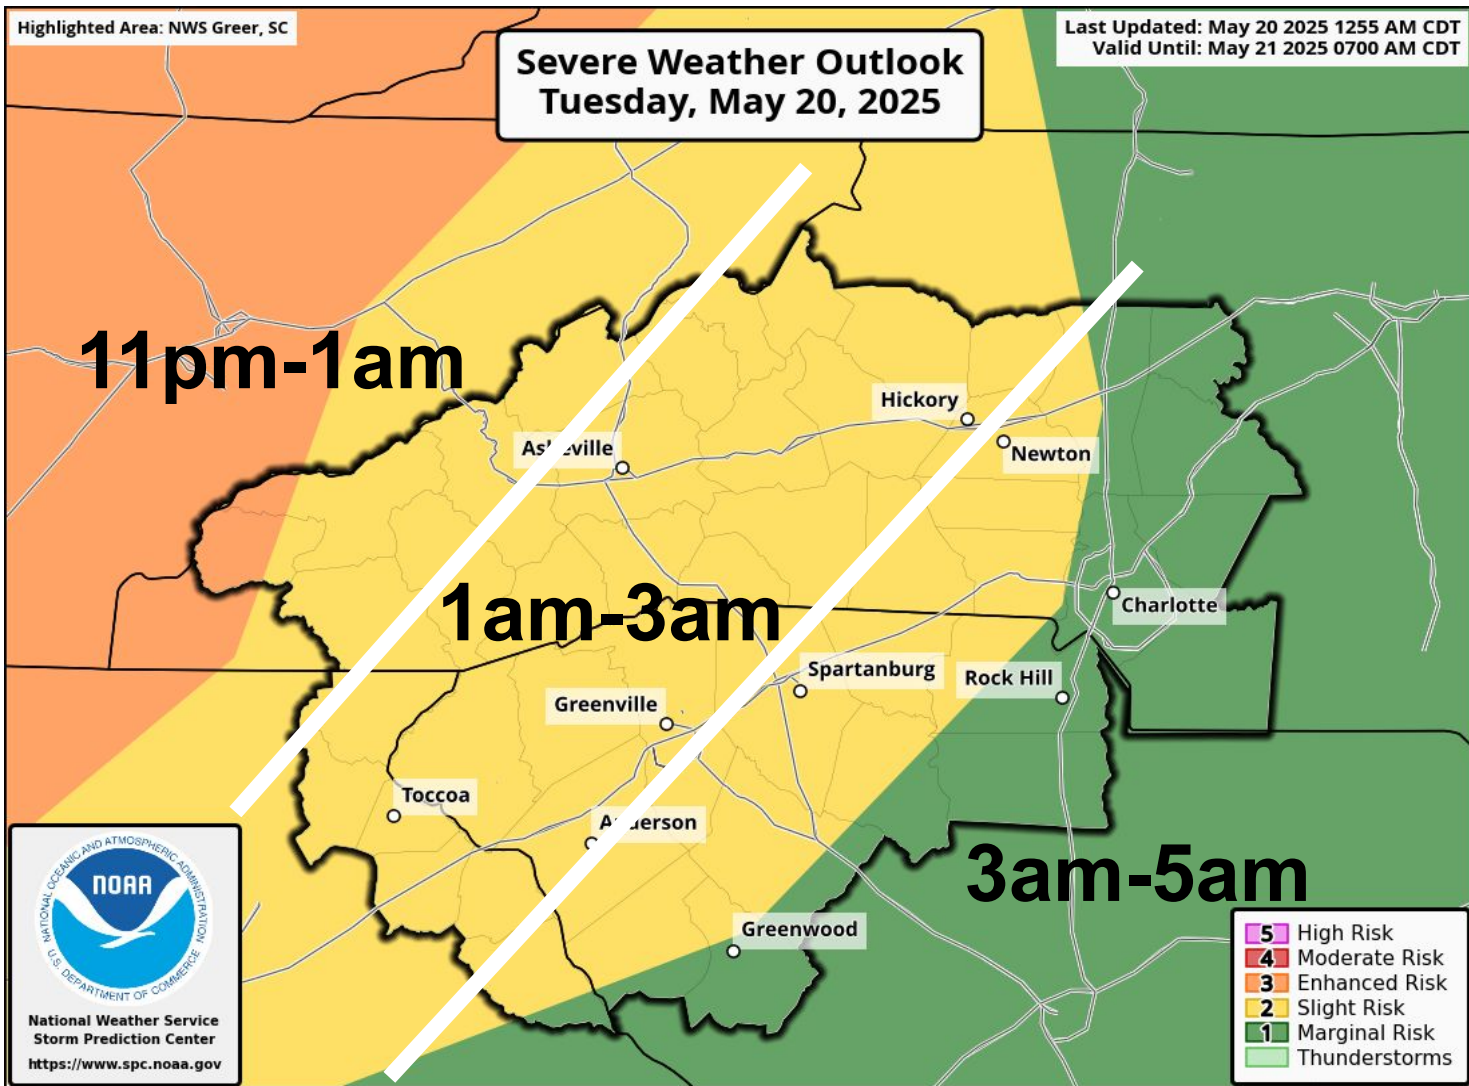 Highlighted Area: NWS Greer, SC
Last Updated: May 20 2025 1255 AM CDT
Valid Until: May 21 2025 0700 AM CDT
Severe Weather Outlook
Tuesday, May 20, 2025
11pm-1am
Hickory
Asheville
Newton
1am-3am
Charlotte
Spartanburg
Rock Hill
Greenville
Toccoa
Anderson
3am-5am
Greenwood
NATIONAL OCEANIC AND ATMOSPHERIC ADMINISTRATION
NOAA
U.S. DEPARTMENT OF COMMERCE
National Weather Service
Storm Prediction Center
https://www.spc.noaa.gov
5 High Risk
4 Moderate Risk
3 Enhanced Risk
2 Slight Risk
1 Marginal Risk
Thunderstorms